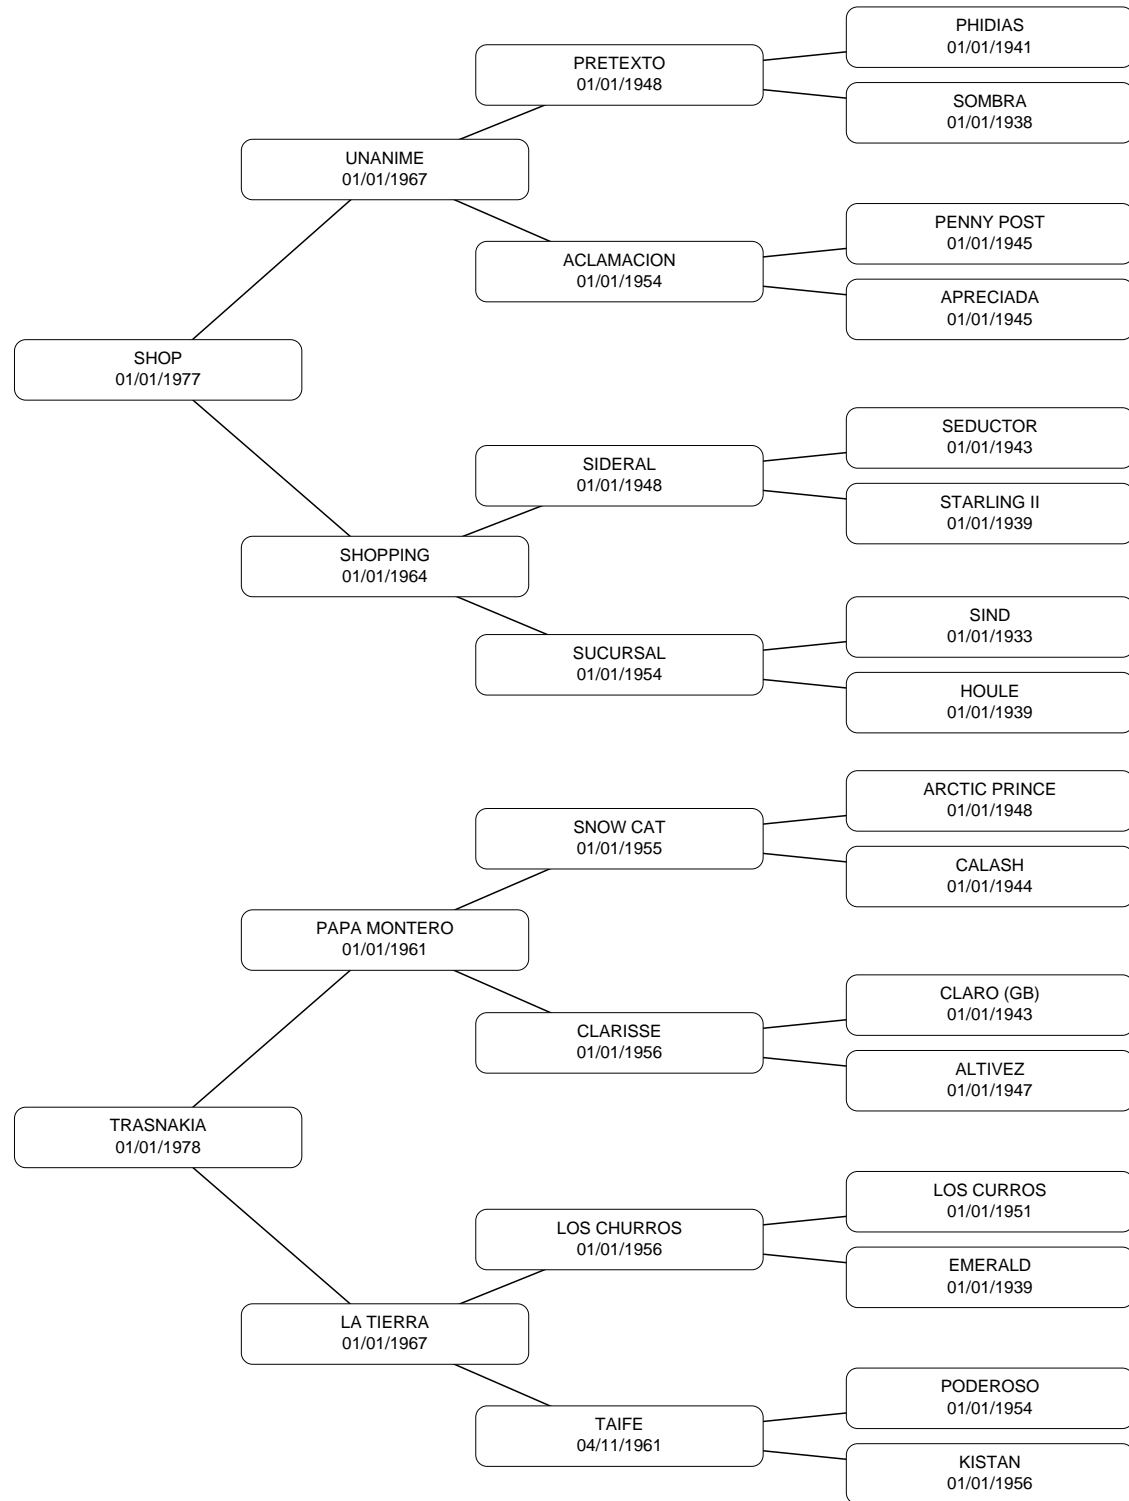 PHIDIAS
01/01/1941
PRETEXTO
01/01/1948
SOMBRA
01/01/1938
UNANIME
01/01/1967
PENNY POST
01/01/1945
ACLAMACION
01/01/1954
APRECIADA
01/01/1945
SHOP
01/01/1977
SEDUCTOR
01/01/1943
SIDERAL
01/01/1948
STARLING II
01/01/1939
SHOPPING
01/01/1964
SIND
01/01/1933
SUCURSAL
01/01/1954
HOULE
01/01/1939
ARCTIC PRINCE
01/01/1948
SNOW CAT
01/01/1955
CALASH
01/01/1944
PAPA MONTERO
01/01/1961
CLARO (GB)
01/01/1943
CLARISSE
01/01/1956
ALTIVEZ
01/01/1947
TRASNAKIA
01/01/1978
LOS CURROS
01/01/1951
LOS CHURROS
01/01/1956
EMERALD
01/01/1939
LA TIERRA
01/01/1967
PODEROSO
01/01/1954
TAIFE
04/11/1961
KISTAN
01/01/1956